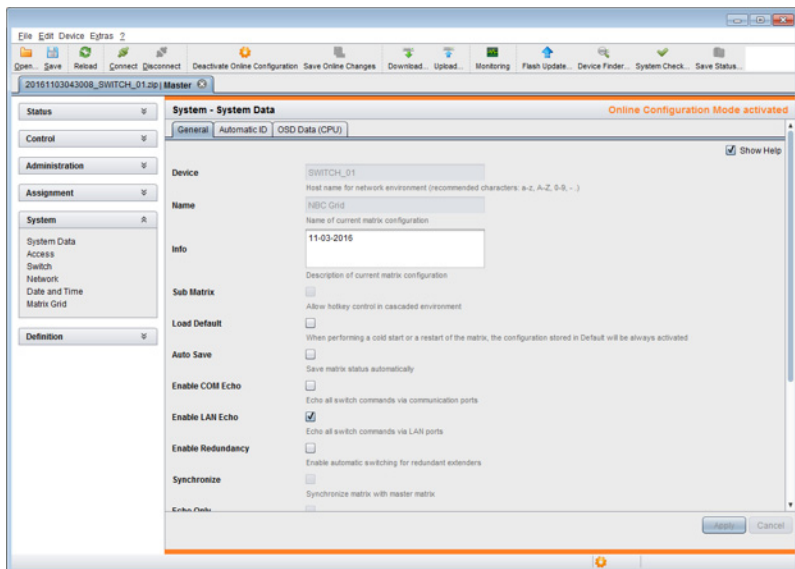 File Edit Device Extras ?
Open... Save Reload Connect Disconnect Deactivate Online Configuration Save Online Changes Download... Upload... Monitoring Flash Update... Device Finder... System Check... Save Status...
20161103043008_SWITCH_01.zip | Master
Status
Control
Administration
Assignment
System
System Data
Access
Switch
Network
Date and Time
Matrix Grid
Definition
System - System Data Online Configuration Mode activated
General Automatic ID OSD Data (CPU)
Show Help
Device SWITCH_01
Host name for network environment (recommended characters: a-z, A-Z, 0-9, - .)
Name NBC Grid
Name of current matrix configuration
Info 11-03-2016
Description of current matrix configuration
Sub Matrix
Allow hotkey control in cascaded environment
Load Default
When performing a cold start or a restart of the matrix, the configuration stored in Default will be always activated
Auto Save
Save matrix status automatically
Enable COM Echo
Echo all switch commands via communication ports
Enable LAN Echo
Echo all switch commands via LAN ports
Enable Redundancy
Enable automatic switching for redundant extenders
Synchronize
Synchronize matrix with master matrix
Echo Only
Apply Cancel